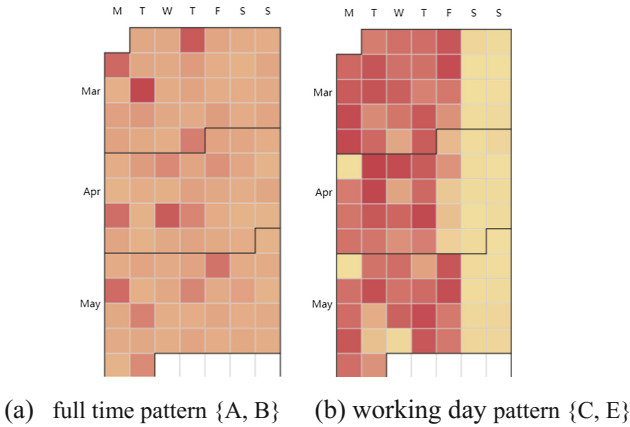 M T W T F S S
Mar
Apr
May
M T W T F S S
Mar
Apr
May
(a) full time pattern {A, B}
(b) working day pattern {C, E}